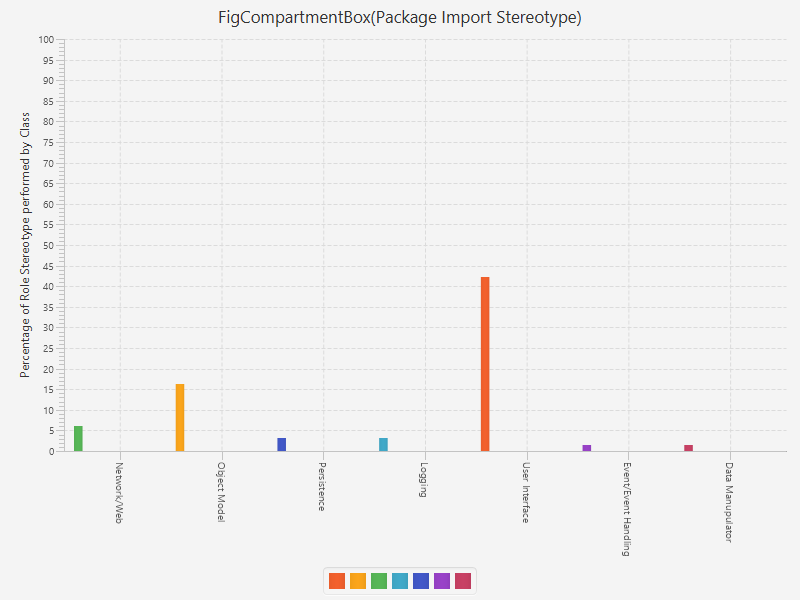 FigCompartmentBox(Package Import Stereotype)
Percentage of Role Stereotype performed by Class
100
95
90
85
80
75
70
65
60
55
50
45
40
35
30
25
20
15
10
5
0
Network/Web
Object Model
Persistence
Logging
User Interface
Event/Event Handling
Data Manupulator